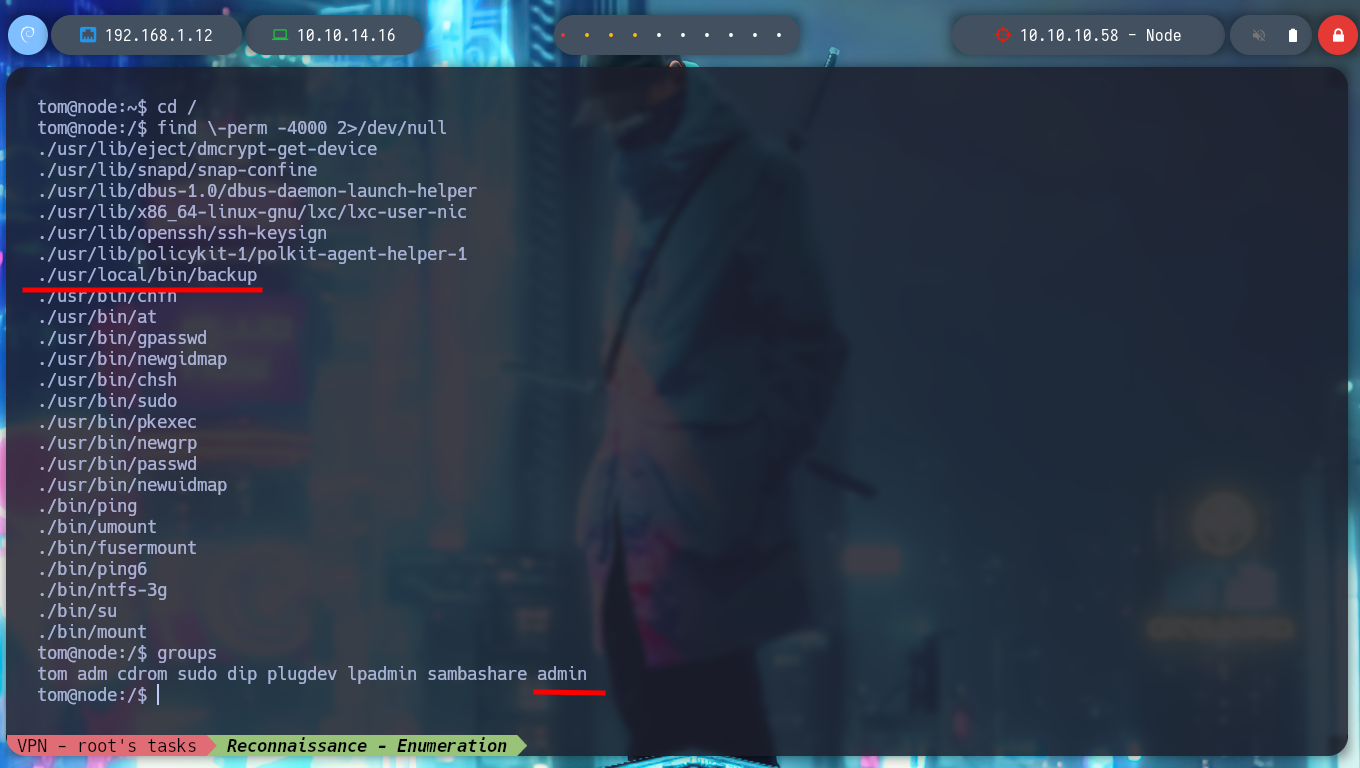 192.168.1.12
10.10.14.16
10.10.10.58 - Node
tom@node:~$ cd /
tom@node:/$ find \-perm -4000 2>/dev/null
./usr/lib/eject/dmcrypt-get-device
./usr/lib/snapd/snap-confine
./usr/lib/dbus-1.0/dbus-daemon-launch-helper
./usr/lib/x86_64-linux-gnu/lxc/lxc-user-nic
./usr/lib/openssh/ssh-keysign
./usr/lib/policykit-1/polkit-agent-helper-1
./usr/local/bin/backup
./usr/bin/chfn
./usr/bin/at
./usr/bin/gpasswd
./usr/bin/newgidmap
./usr/bin/chsh
./usr/bin/sudo
./usr/bin/pkexec
./usr/bin/newgrp
./usr/bin/passwd
./usr/bin/newuidmap
./bin/ping
./bin/umount
./bin/fusermount
./bin/ping6
./bin/ntfs-3g
./bin/su
./bin/mount
tom@node:/$ groups
tom adm cdrom sudo dip plugdev lpadmin sambashare admin
tom@node:/$
VPN - root's tasks
Reconnaissance - Enumeration